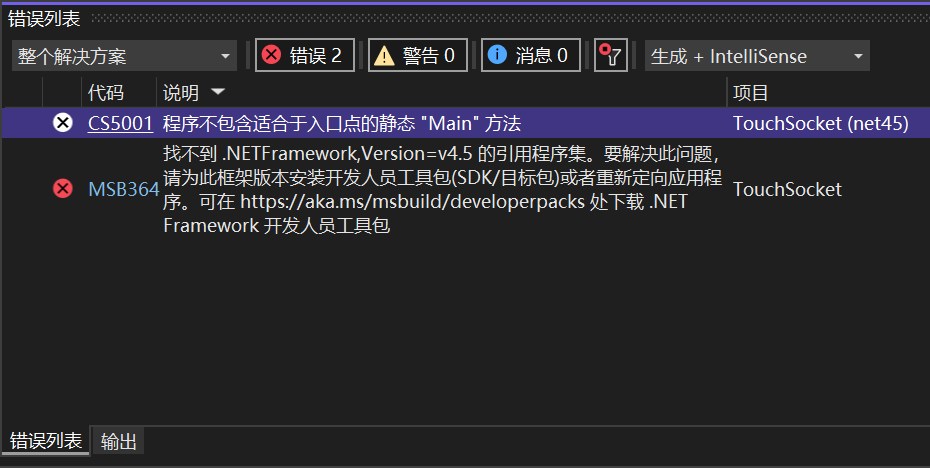 错误列表
整个解决方案 错误 2 警告 0 消息 0 生成 + IntelliSense
代码 说明 项目
CS5001 程序不包含适合于入口点的静态 "Main" 方法 TouchSocket (net45)
找不到 .NETFramework,Version=v4.5 的引用程序集。要解决此问题，
请为此框架版本安装开发人员工具包(SDK/目标包)或者重新定向应用程
MSB364 序。可在 https://aka.ms/msbuild/developerpacks 处下载 .NET TouchSocket
Framework 开发人员工具包
错误列表 输出